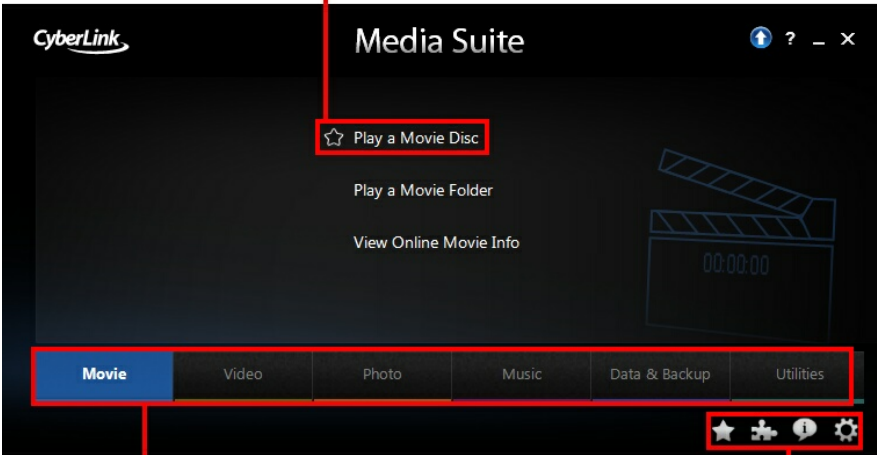 CyberLink Media Suite ?
Play a Movie Disc
Play a Movie Folder
View Online Movie Info
00:00:00
Movie Video Photo Music Data & Backup Utilities